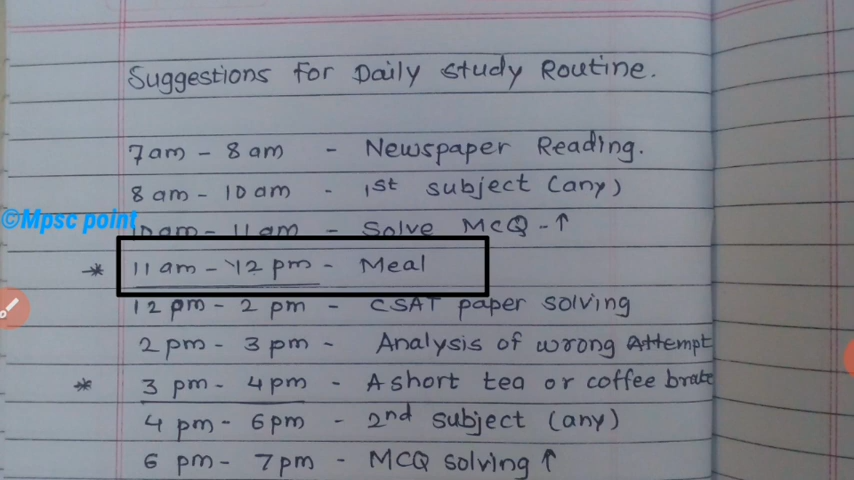 Suggestions for Daily study Routine.
7am - 8 am - Newspaper Reading.
8 am - 10 am - 1st subject (any)
©Mpsc point
10am - 11am - Solve MCQ - ↑
* 11 am - 12 pm - Meal
12 pm - 2 pm - CSAT paper solving
2 pm - 3 pm - Analysis of wrong Attempt
* 3 pm - 4 pm - A short tea or coffee brake
4 pm - 6 pm - 2nd subject (any)
6 pm - 7 pm - MCQ solving ↑